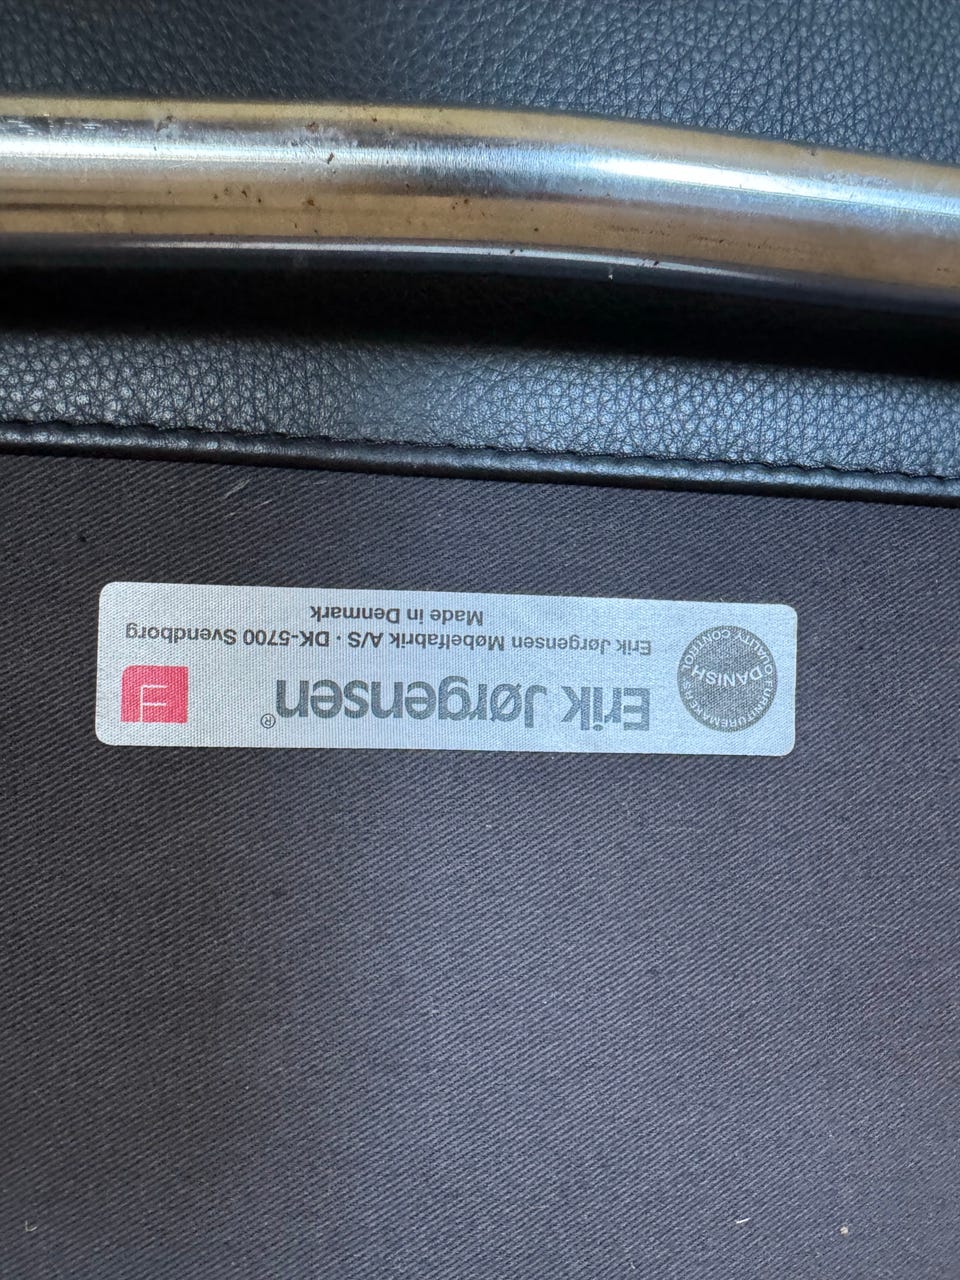 DANISH
FURNITUREMAKERS'
QUALITY CONTROL
Erik Jørgensen®
Erik Jørgensen Møbelfabrik A/S · DK-5700 Svendborg
Made in Denmark